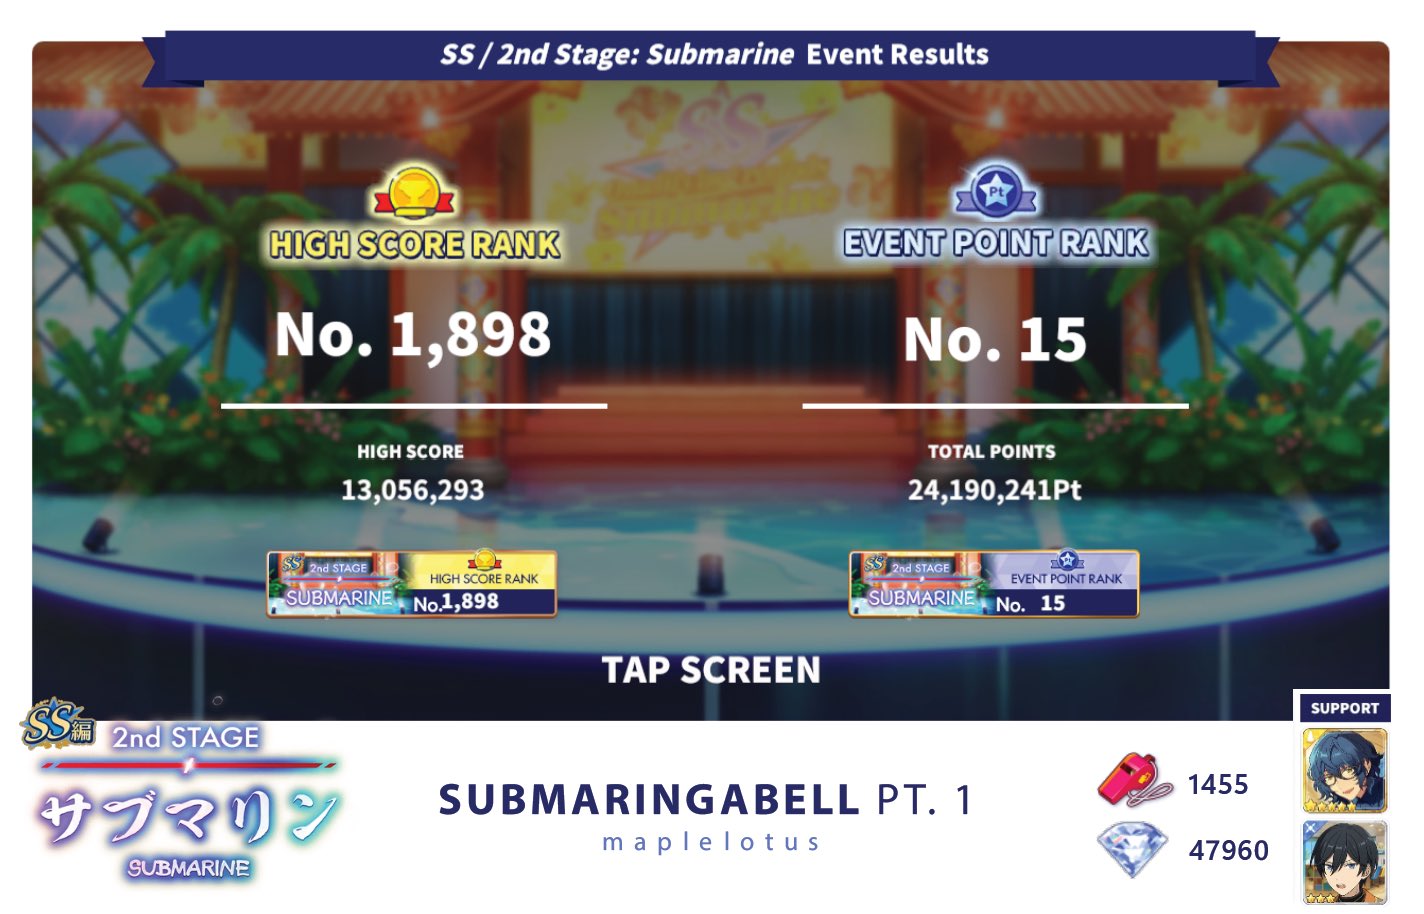 SS / 2nd Stage: Submarine Event Results
SS
Submarine
HIGH SCORE RANK
No. 1,898
HIGH SCORE
13,056,293
SS
2nd STAGE
SUBMARINE
HIGH SCORE RANK
No.1,898
Pt
EVENT POINT RANK
No. 15
TOTAL POINTS
24,190,241Pt
SS
2nd STAGE
SUBMARINE
EVENT POINT RANK
No. 15
TAP SCREEN
SS編
2nd STAGE
サブマリン
SUBMARINE
SUBMARINGABELL PT. 1
maplelotus
1455
47960
SUPPORT